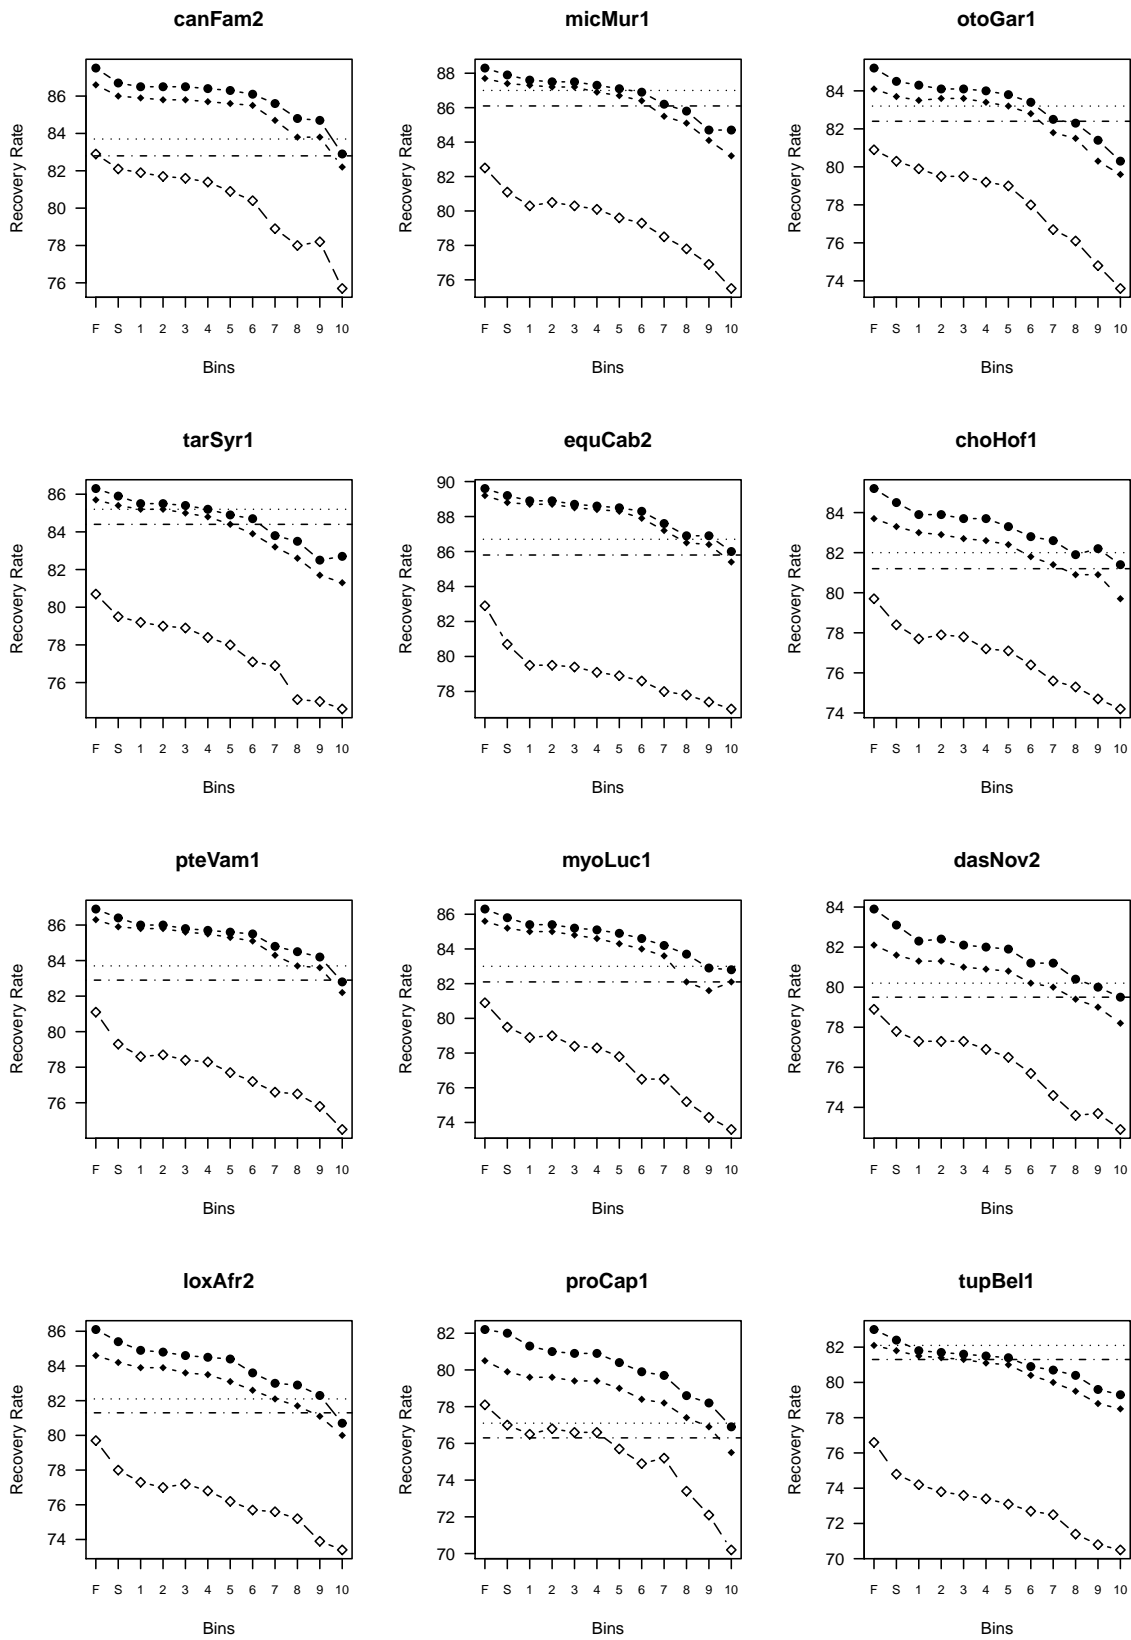 canFam2
micMur1
otoGar1
Recovery Rate
86
84
82
80
78
76
F S 1 2 3 4 5 6 7 8 9 10
Bins
Recovery Rate
88
86
84
82
80
78
76
F S 1 2 3 4 5 6 7 8 9 10
Bins
Recovery Rate
84
82
80
78
76
74
F S 1 2 3 4 5 6 7 8 9 10
Bins
tarSyr1
equCab2
choHof1
Recovery Rate
86
84
82
80
78
76
F S 1 2 3 4 5 6 7 8 9 10
Bins
Recovery Rate
90
88
86
84
82
80
78
F S 1 2 3 4 5 6 7 8 9 10
Bins
Recovery Rate
84
82
80
78
76
74
F S 1 2 3 4 5 6 7 8 9 10
Bins
pteVam1
myoLuc1
dasNov2
Recovery Rate
86
84
82
80
78
76
F S 1 2 3 4 5 6 7 8 9 10
Bins
Recovery Rate
86
84
82
80
78
76
74
F S 1 2 3 4 5 6 7 8 9 10
Bins
Recovery Rate
84
82
80
78
76
74
F S 1 2 3 4 5 6 7 8 9 10
Bins
loxAfr2
proCap1
tupBel1
Recovery Rate
86
84
82
80
78
76
74
F S 1 2 3 4 5 6 7 8 9 10
Bins
Recovery Rate
82
80
78
76
74
72
70
F S 1 2 3 4 5 6 7 8 9 10
Bins
Recovery Rate
82
80
78
76
74
72
70
F S 1 2 3 4 5 6 7 8 9 10
Bins